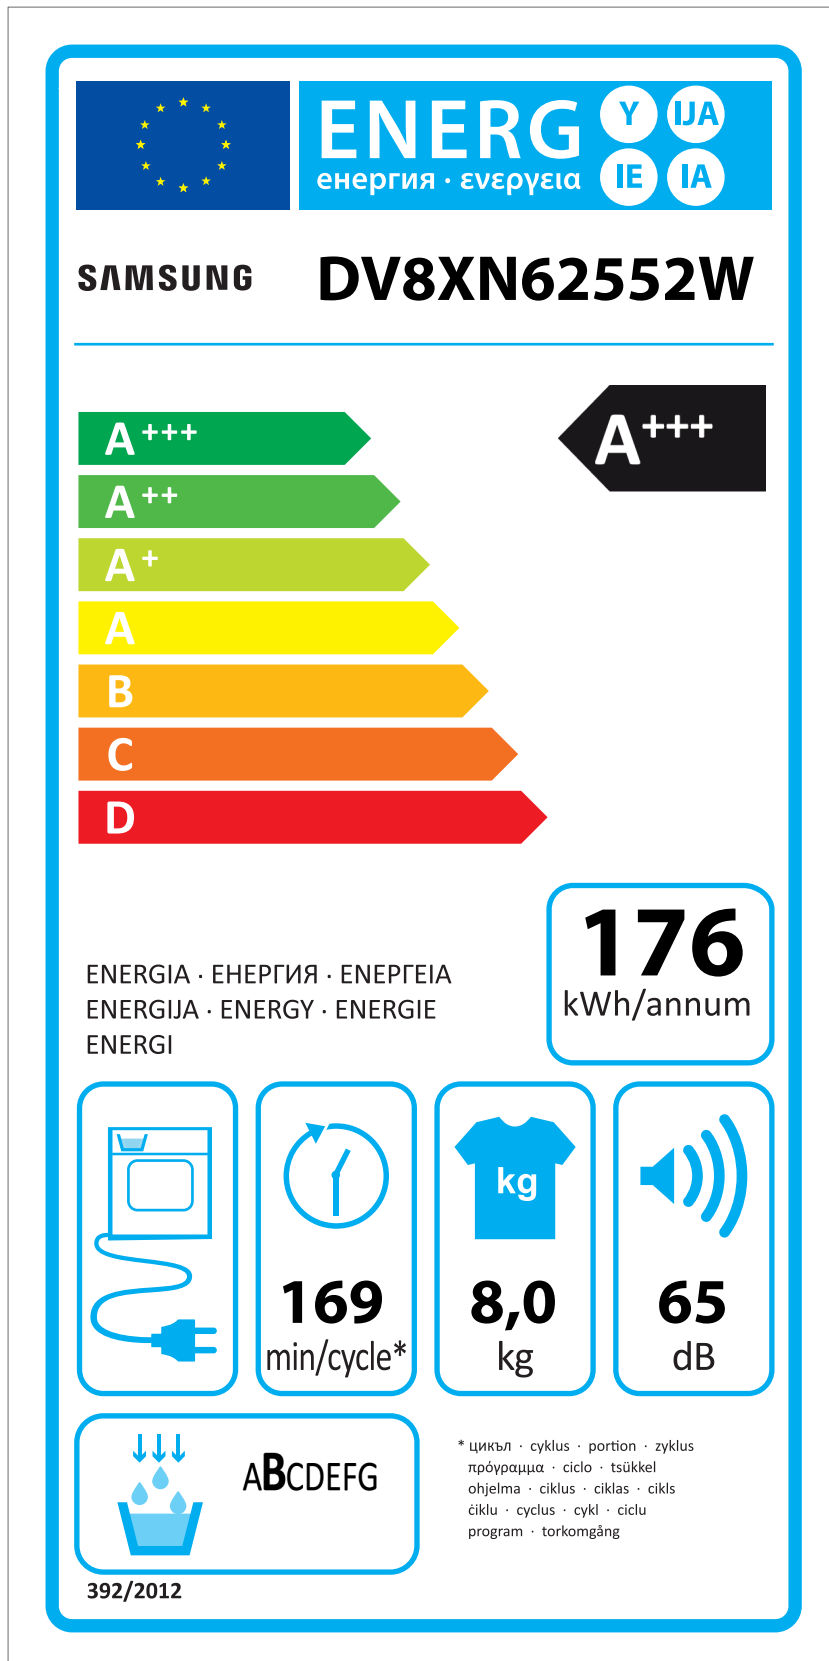 ENERG Y IJA
енергия · ενεργεια IE IA
SAMSUNG DV8XN62552W
A+++ A+++
A++
A+
A
B
C
D
176
kWh/annum
ENERGIA · ЕНЕРГИЯ · ΕΝΕΡΓΕΙΑ
ENERGIJA · ENERGY · ENERGIE
ENERGI
kg
169
min/cycle*
8,0
kg
65
dB
ABCDEFG
* цикъл · cyklus · portion · zyklus
πρόγραμμα · ciclo · tsükkel
ohjelma · ciklus · ciklas · cikls
ċiklu · cyclus · cykl · ciclu
program · torkomgång
392/2012